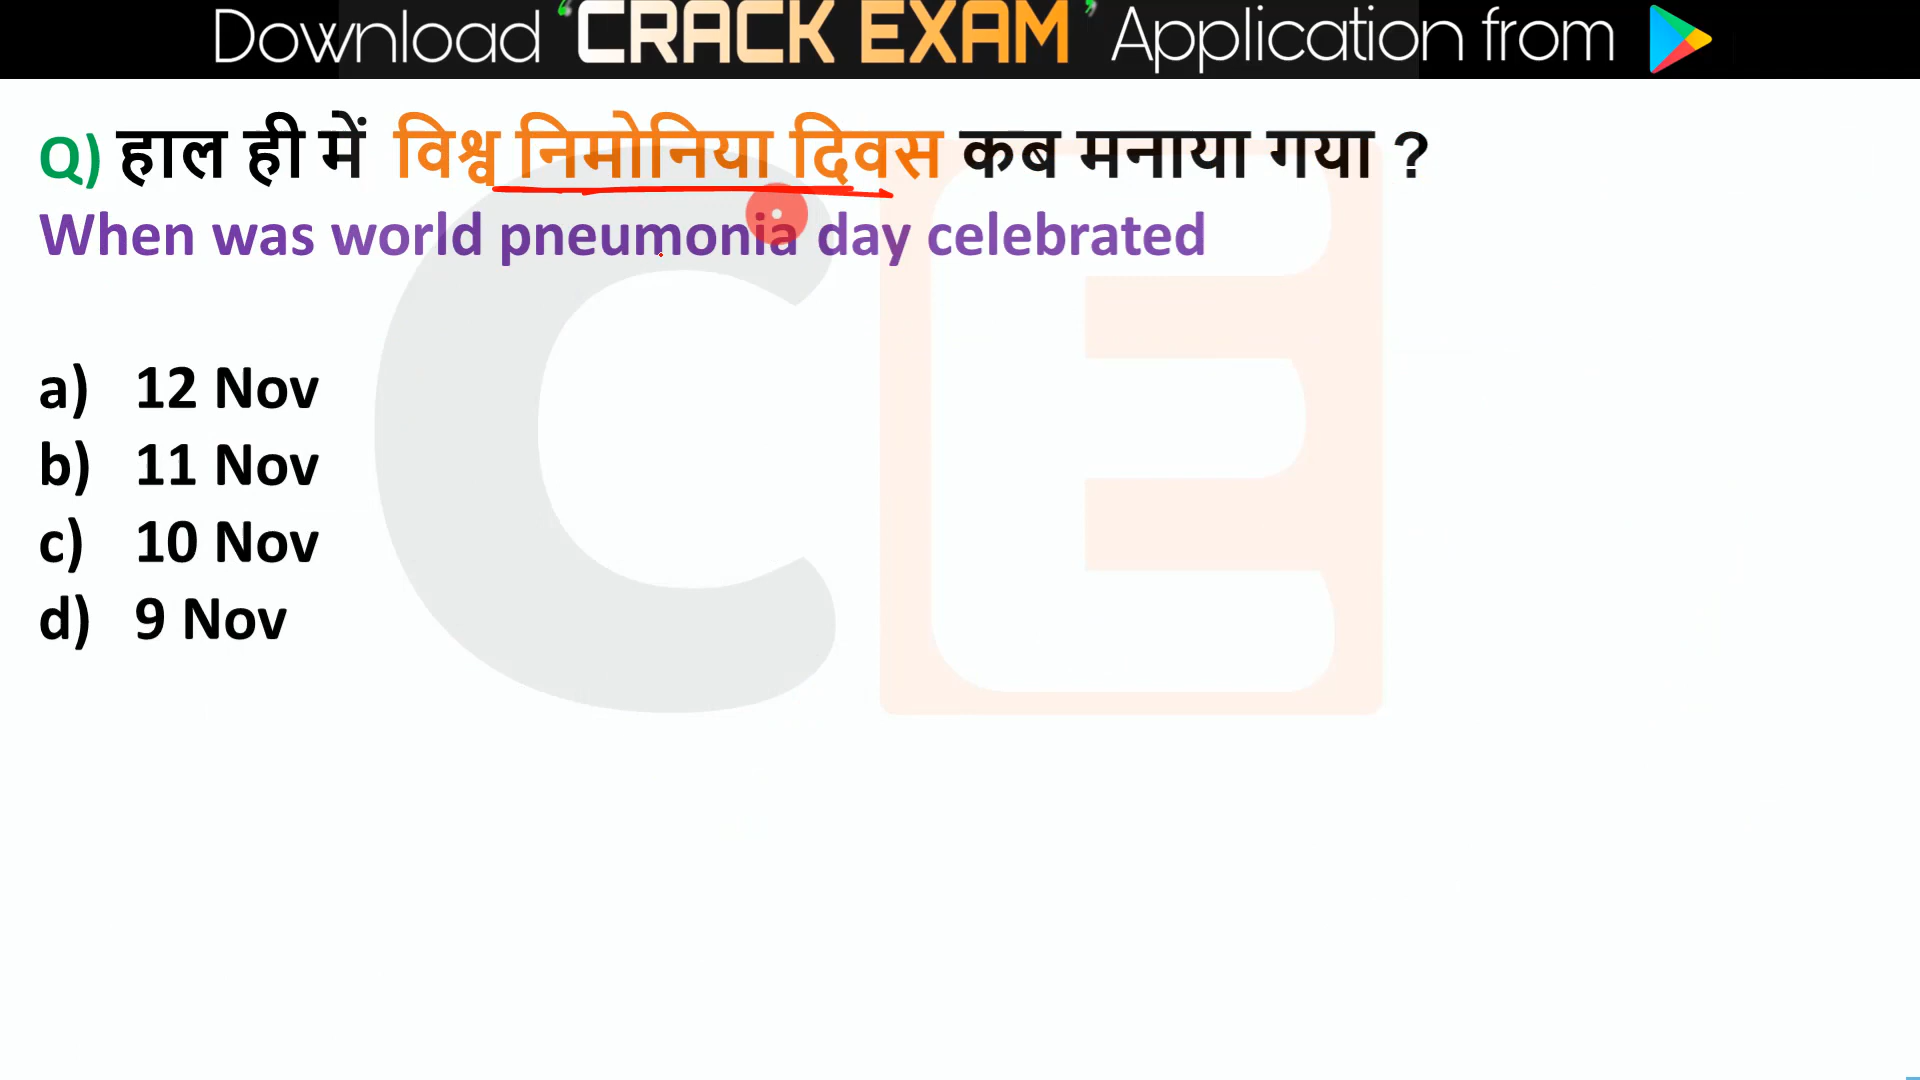 Download 'CRACK EXAM' Application from
Q) हाल ही में विश्व निमोनिया दिवस कब मनाया गया ?
When was world pneumonia day celebrated
a) 12 Nov
b) 11 Nov
c) 10 Nov
d) 9 Nov
CE